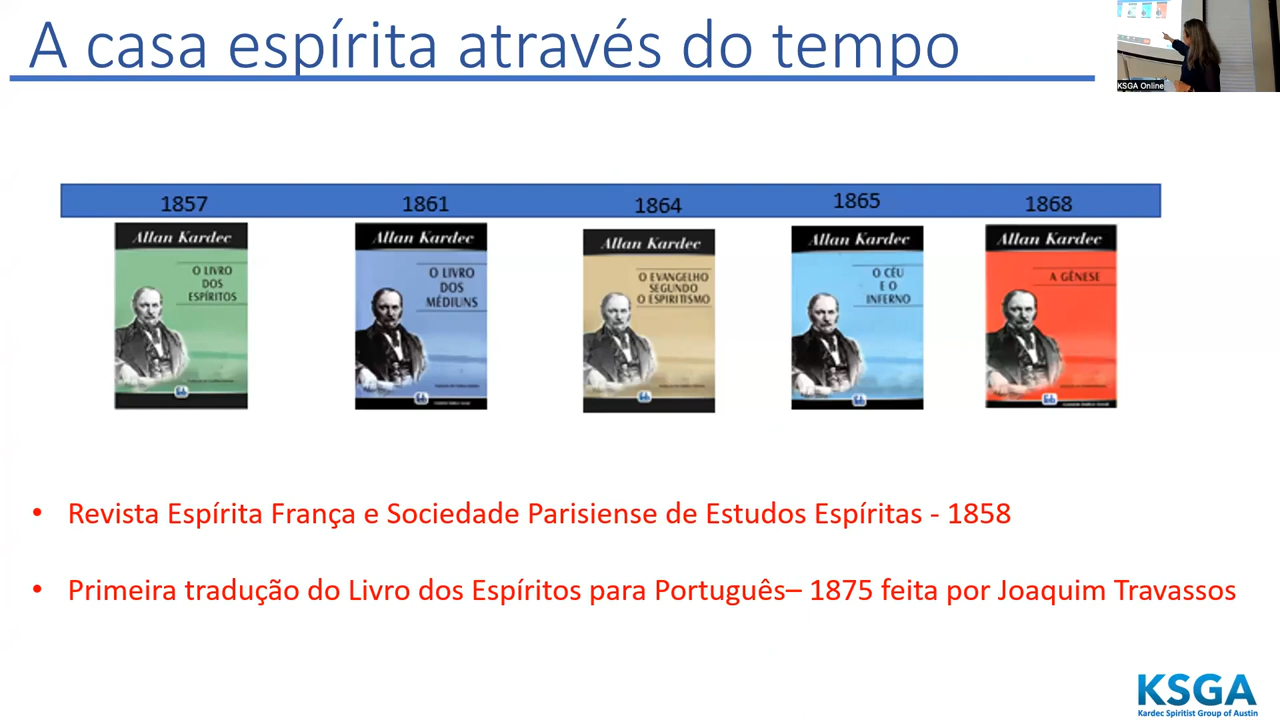 A casa espírita através do tempo
KSGA Online
1857
1861
1864
1865
1868
Allan Kardec
O LIVRO
DOS
ESPÍRITOS
Allan Kardec
O LIVRO
DOS
MÉDIUNS
Allan Kardec
O EVANGELHO
SEGUNDO
O ESPIRITISMO
Allan Kardec
O CÉU
E O
INFERNO
Allan Kardec
A GÊNESE
• Revista Espírita França e Sociedade Parisiense de Estudos Espíritas - 1858
• Primeira tradução do Livro dos Espíritos para Português– 1875 feita por Joaquim Travassos
KSGA
Kardec Spiritist Group of Austin